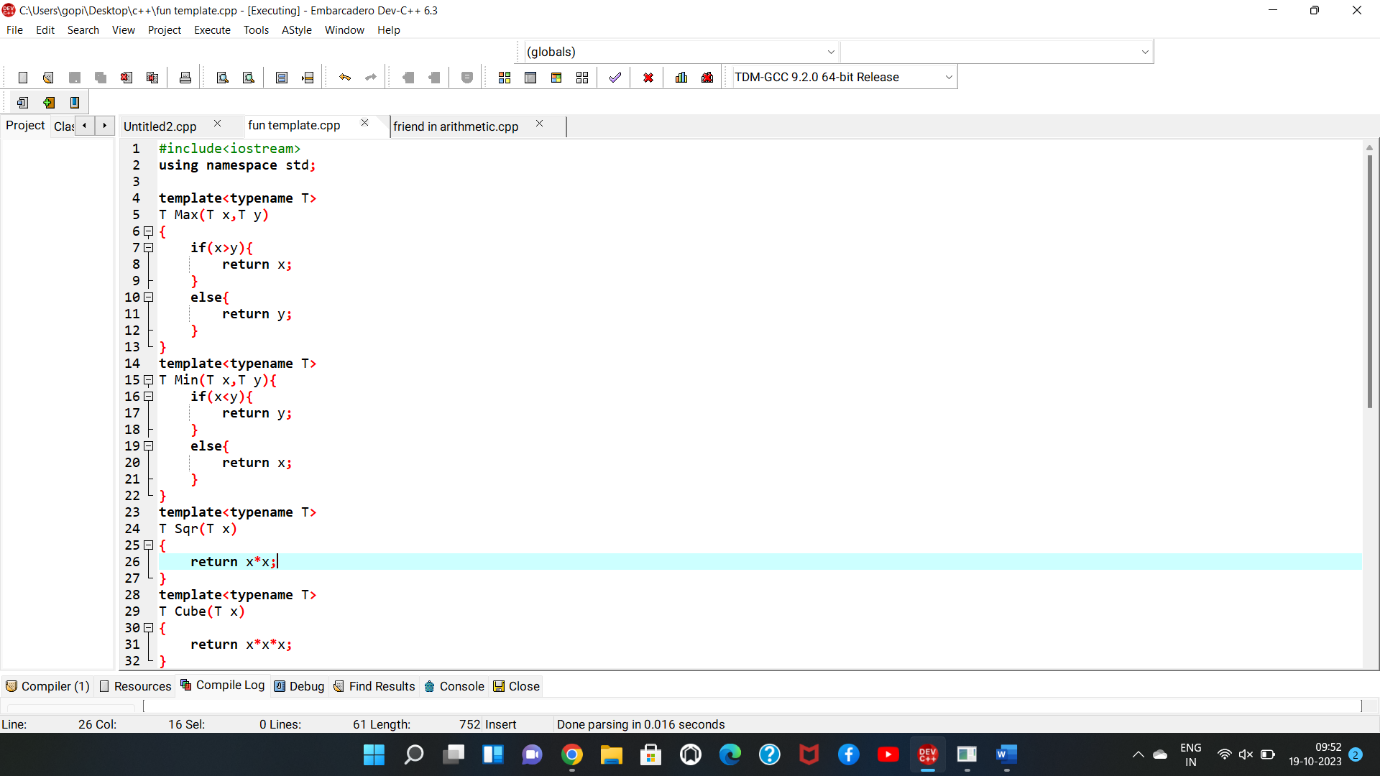 C:\Users\gopi\Desktop\c++\fun template.cpp - [Executing] - Embarcadero Dev-C++ 6.3
File Edit Search View Project Execute Tools AStyle Window Help
(globals)
TDM-GCC 9.2.0 64-bit Release
Project Clas Untitled2.cpp fun template.cpp friend in arithmetic.cpp
1 #include<iostream>
2 using namespace std;
3
4 template<typename T>
5 T Max(T x,T y)
6 {
7 if(x>y){
8 return x;
9 }
10 else{
11 return y;
12 }
13 }
14 template<typename T>
15 T Min(T x,T y){
16 if(x<y){
17 return y;
18 }
19 else{
20 return x;
21 }
22 }
23 template<typename T>
24 T Sqr(T x)
25 {
26 return x*x;
27 }
28 template<typename T>
29 T Cube(T x)
30 {
31 return x*x*x;
32 }
Compiler (1) Resources Compile Log Debug Find Results Console Close
Line: 26 Col: 16 Sel: 0 Lines: 61 Length: 752 Insert Done parsing in 0.016 seconds
ENG 09:52
IN 19-10-2023 2